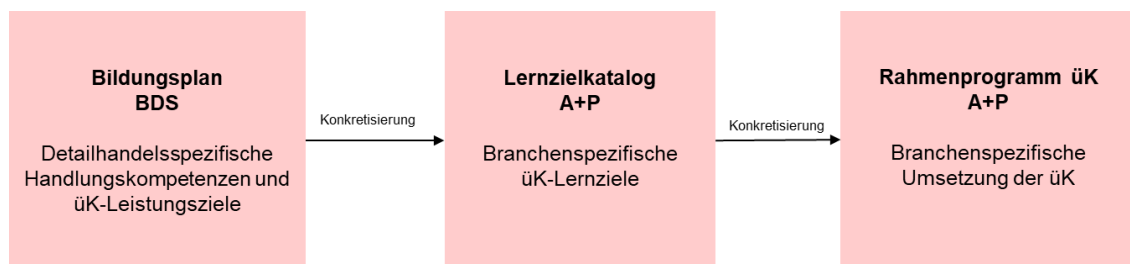 Bildungsplan
BDS
Detailhandelsspezifische
Handlungskompetenzen und
üK-Leistungsziele
Konkretisierung
Lernzielkatalog
A+P
Branchenspezifische
üK-Lernziele
Konkretisierung
Rahmenprogramm üK
A+P
Branchenspezifische
Umsetzung der üK